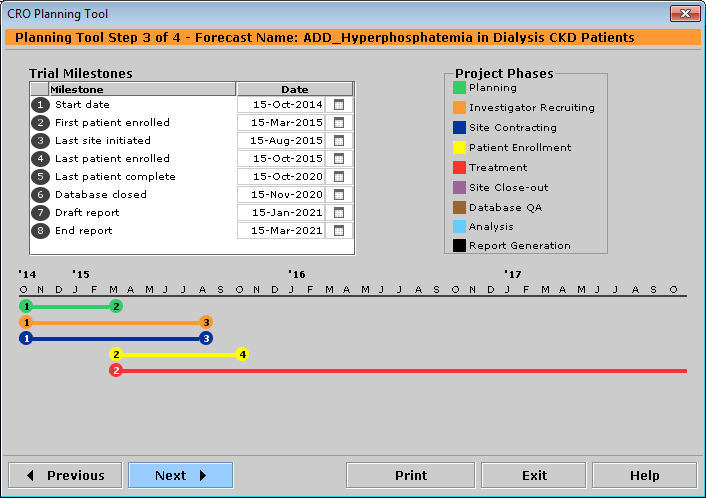 CRO Planning Tool
Planning Tool Step 3 of 4 - Forecast Name: ADD_Hyperphosphatemia in Dialysis CKD Patients
Trial Milestones
Milestone Date
1 Start date 15-Oct-2014
2 First patient enrolled 15-Mar-2015
3 Last site initiated 15-Aug-2015
4 Last patient enrolled 15-Oct-2015
5 Last patient complete 15-Oct-2020
6 Database closed 15-Nov-2020
7 Draft report 15-Jan-2021
8 End report 15-Mar-2021
Project Phases
Planning
Investigator Recruiting
Site Contracting
Patient Enrollment
Treatment
Site Close-out
Database QA
Analysis
Report Generation
'14 '15 '16 '17
O N D J F M A M J J A S O N D J F M A M J J A S O N D J F M A M J J A S O
1 2
1 3
1 3
2 4
2
Previous Next Print Exit Help